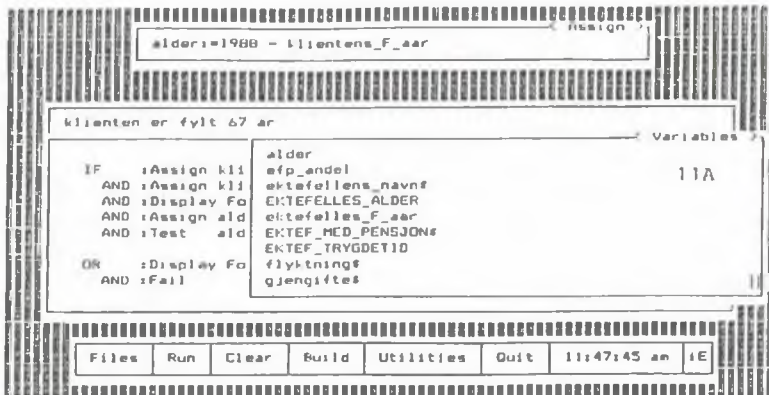 Assign
alder:=1988 - klientens_F_aar
klienten er fylt 67 ar
Variables
IF :Assign kli
AND :Assign kli
AND :Display Fo
AND :Assign ald
AND :Test ald
OR :Display Fo
AND :Fail
alder
efp_andel
ektefellens_navn$
EKTEFELLES_ALDER
ektefelles_F_aar
EKTEF_MED_PENSJON$
EKTEF_TRYGDETID
flyktning$
gjengifte$
11A
Files Run Clear Build Utilities Quit 11:47:45 am iE